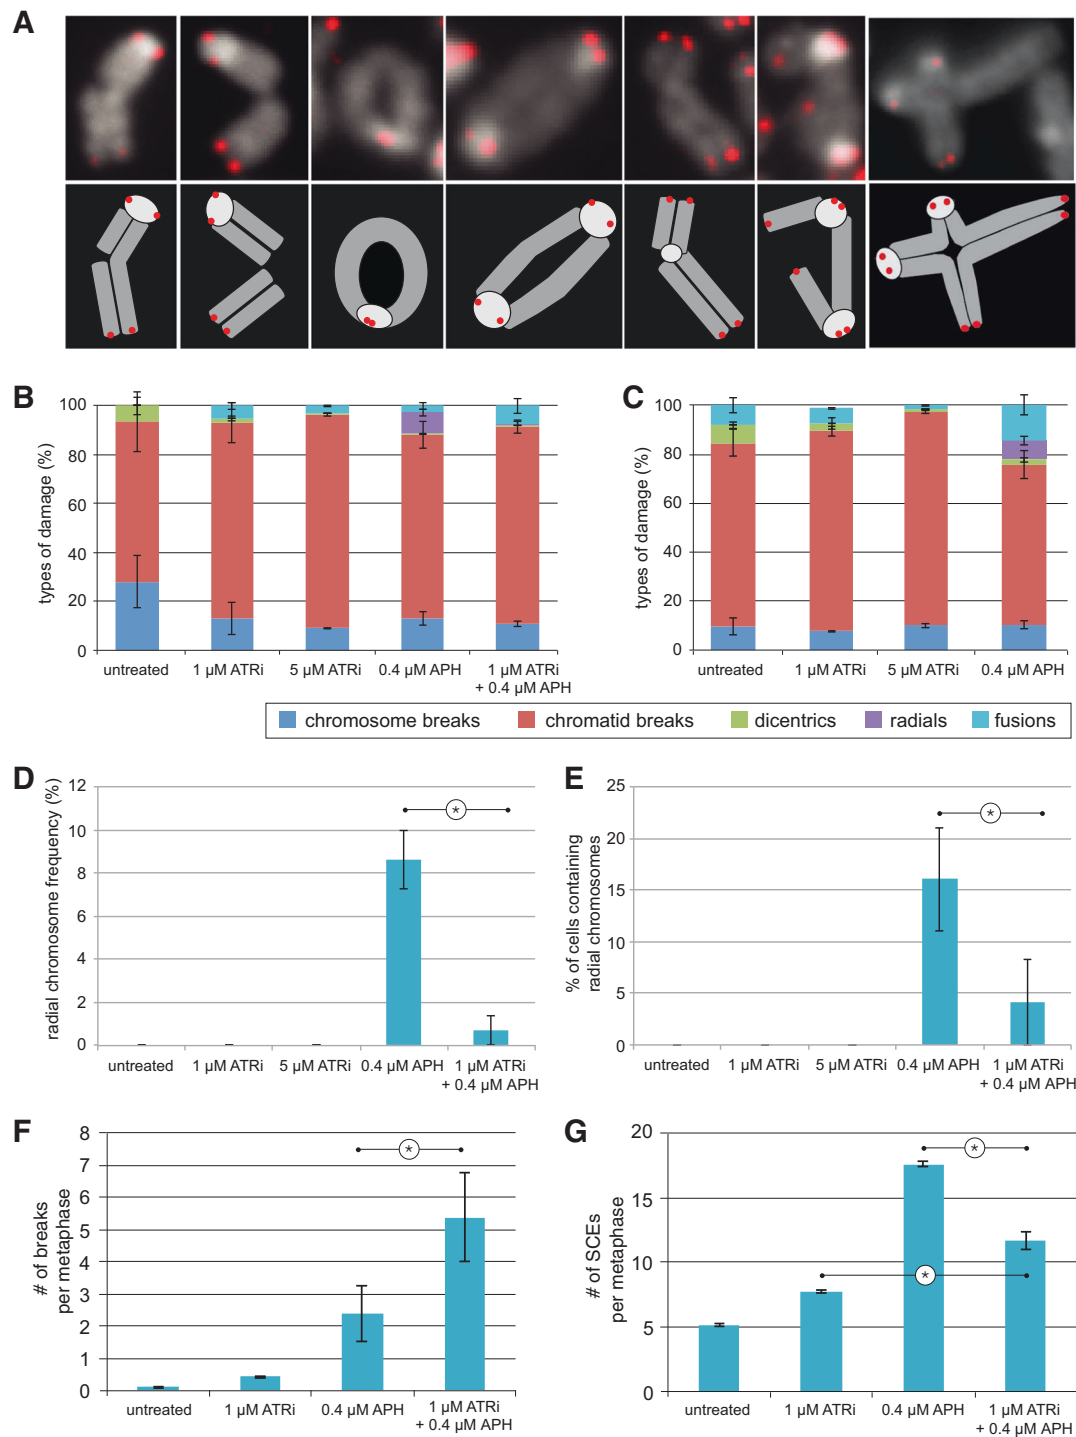 A
B
types of damage (%)
100
80
60
40
20
0
untreated
1 µM ATRi
5 µM ATRi
0.4 µM APH
1 µM ATRi
+ 0.4 µM APH
C
types of damage (%)
100
80
60
40
20
0
untreated
1 µM ATRi
5 µM ATRi
0.4 µM APH
chromosome breaks
chromatid breaks
dicentrics
radials
fusions
D
radial chromosome frequency (%)
12
10
8
6
4
2
0
*
untreated
1 µM ATRi
5 µM ATRi
0.4 µM APH
1 µM ATRi
+ 0.4 µM APH
E
% of cells containing
radial chromosomes
25
20
15
10
5
0
*
untreated
1 µM ATRi
5 µM ATRi
0.4 µM APH
1 µM ATRi
+ 0.4 µM APH
F
# of breaks
per metaphase
8
7
6
5
4
3
2
1
0
*
untreated
1 µM ATRi
0.4 µM APH
1 µM ATRi
+ 0.4 µM APH
G
# of SCEs
per metaphase
20
15
10
5
0
*
*
untreated
1 µM ATRi
0.4 µM APH
1 µM ATRi
+ 0.4 µM APH